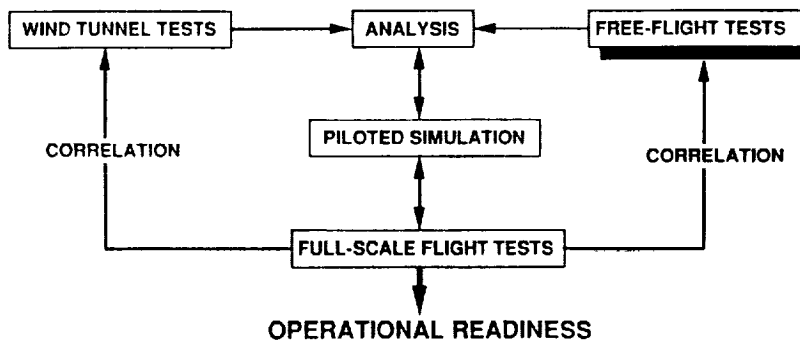 WIND TUNNEL TESTS
ANALYSIS
FREE-FLIGHT TESTS
PILOTED SIMULATION
CORRELATION
CORRELATION
FULL-SCALE FLIGHT TESTS
OPERATIONAL READINESS